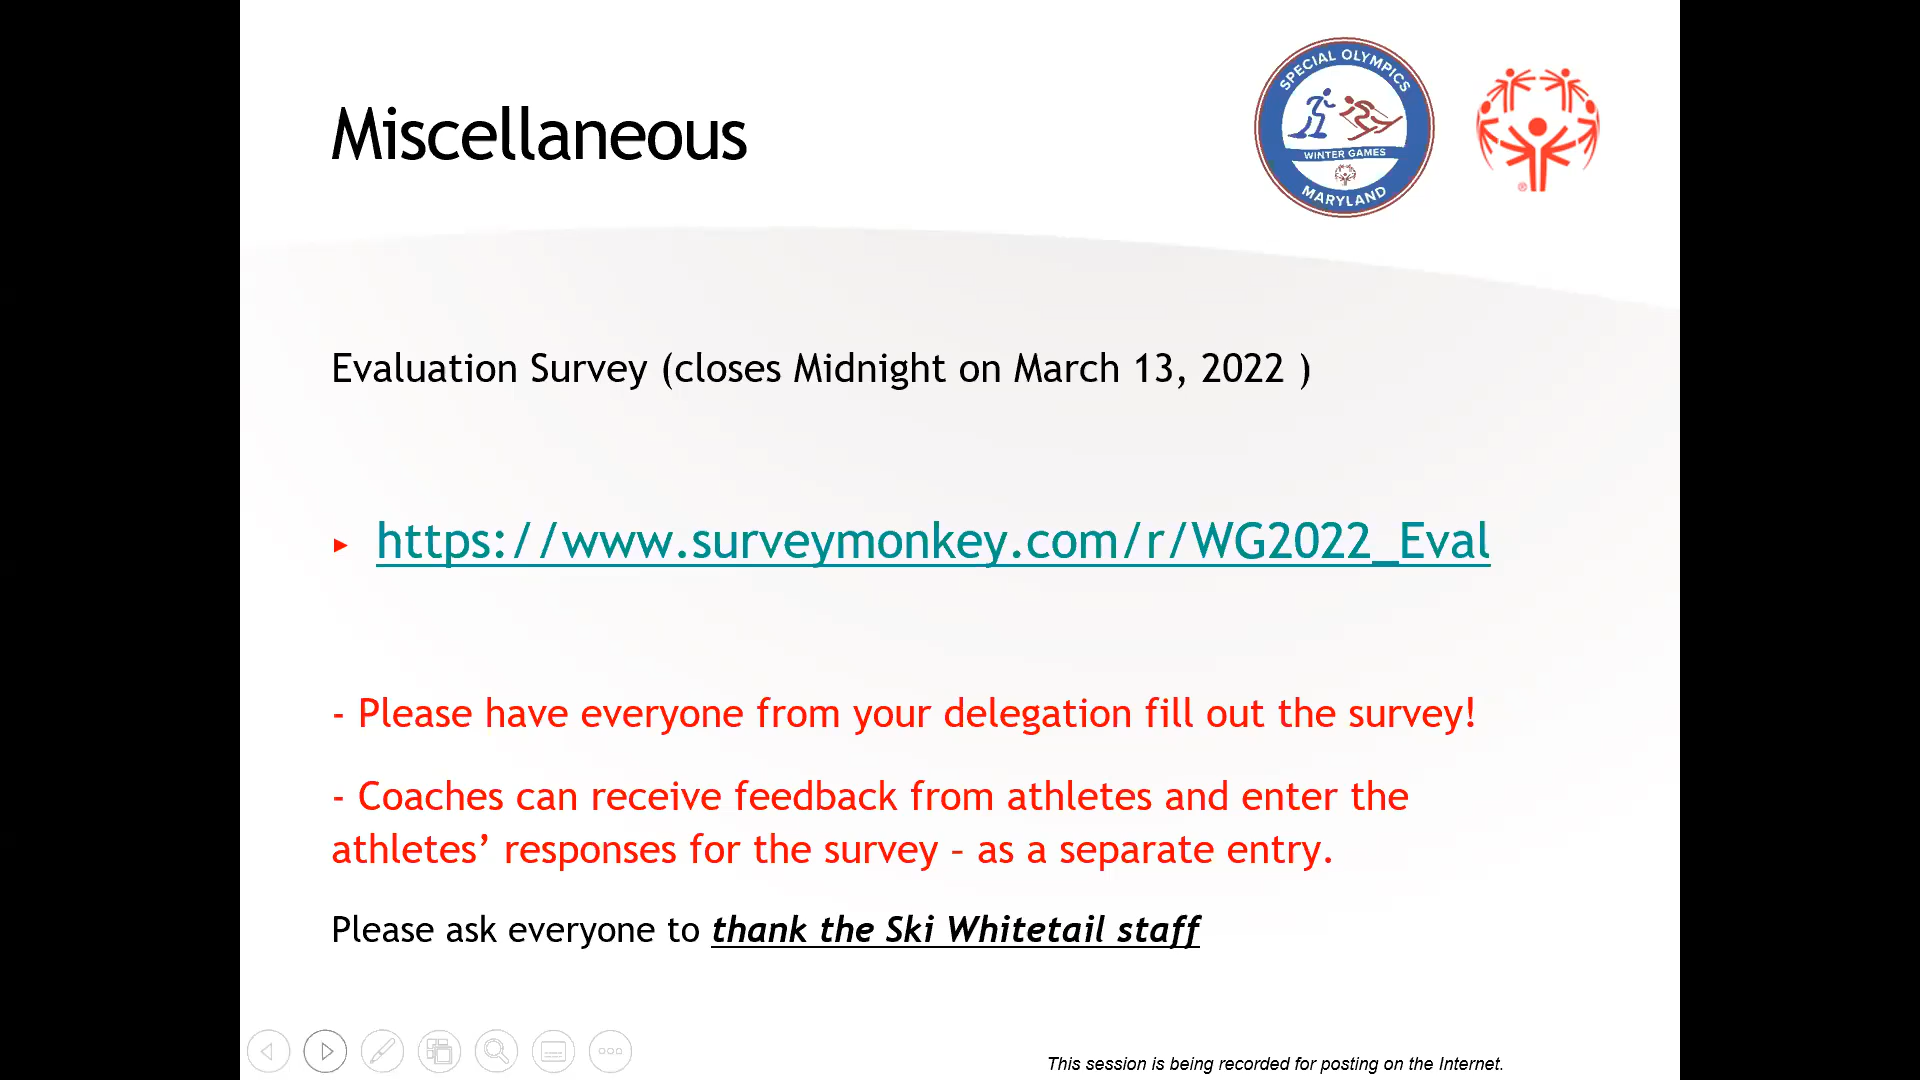 Miscellaneous
SPECIAL OLYMPICS
WINTER GAMES
MARYLAND
®
Evaluation Survey (closes Midnight on March 13, 2022 )
https://www.surveymonkey.com/r/WG2022_Eval
- Please have everyone from your delegation fill out the survey!
- Coaches can receive feedback from athletes and enter the
athletes’ responses for the survey – as a separate entry.
Please ask everyone to thank the Ski Whitetail staff
This session is being recorded for posting on the Internet.